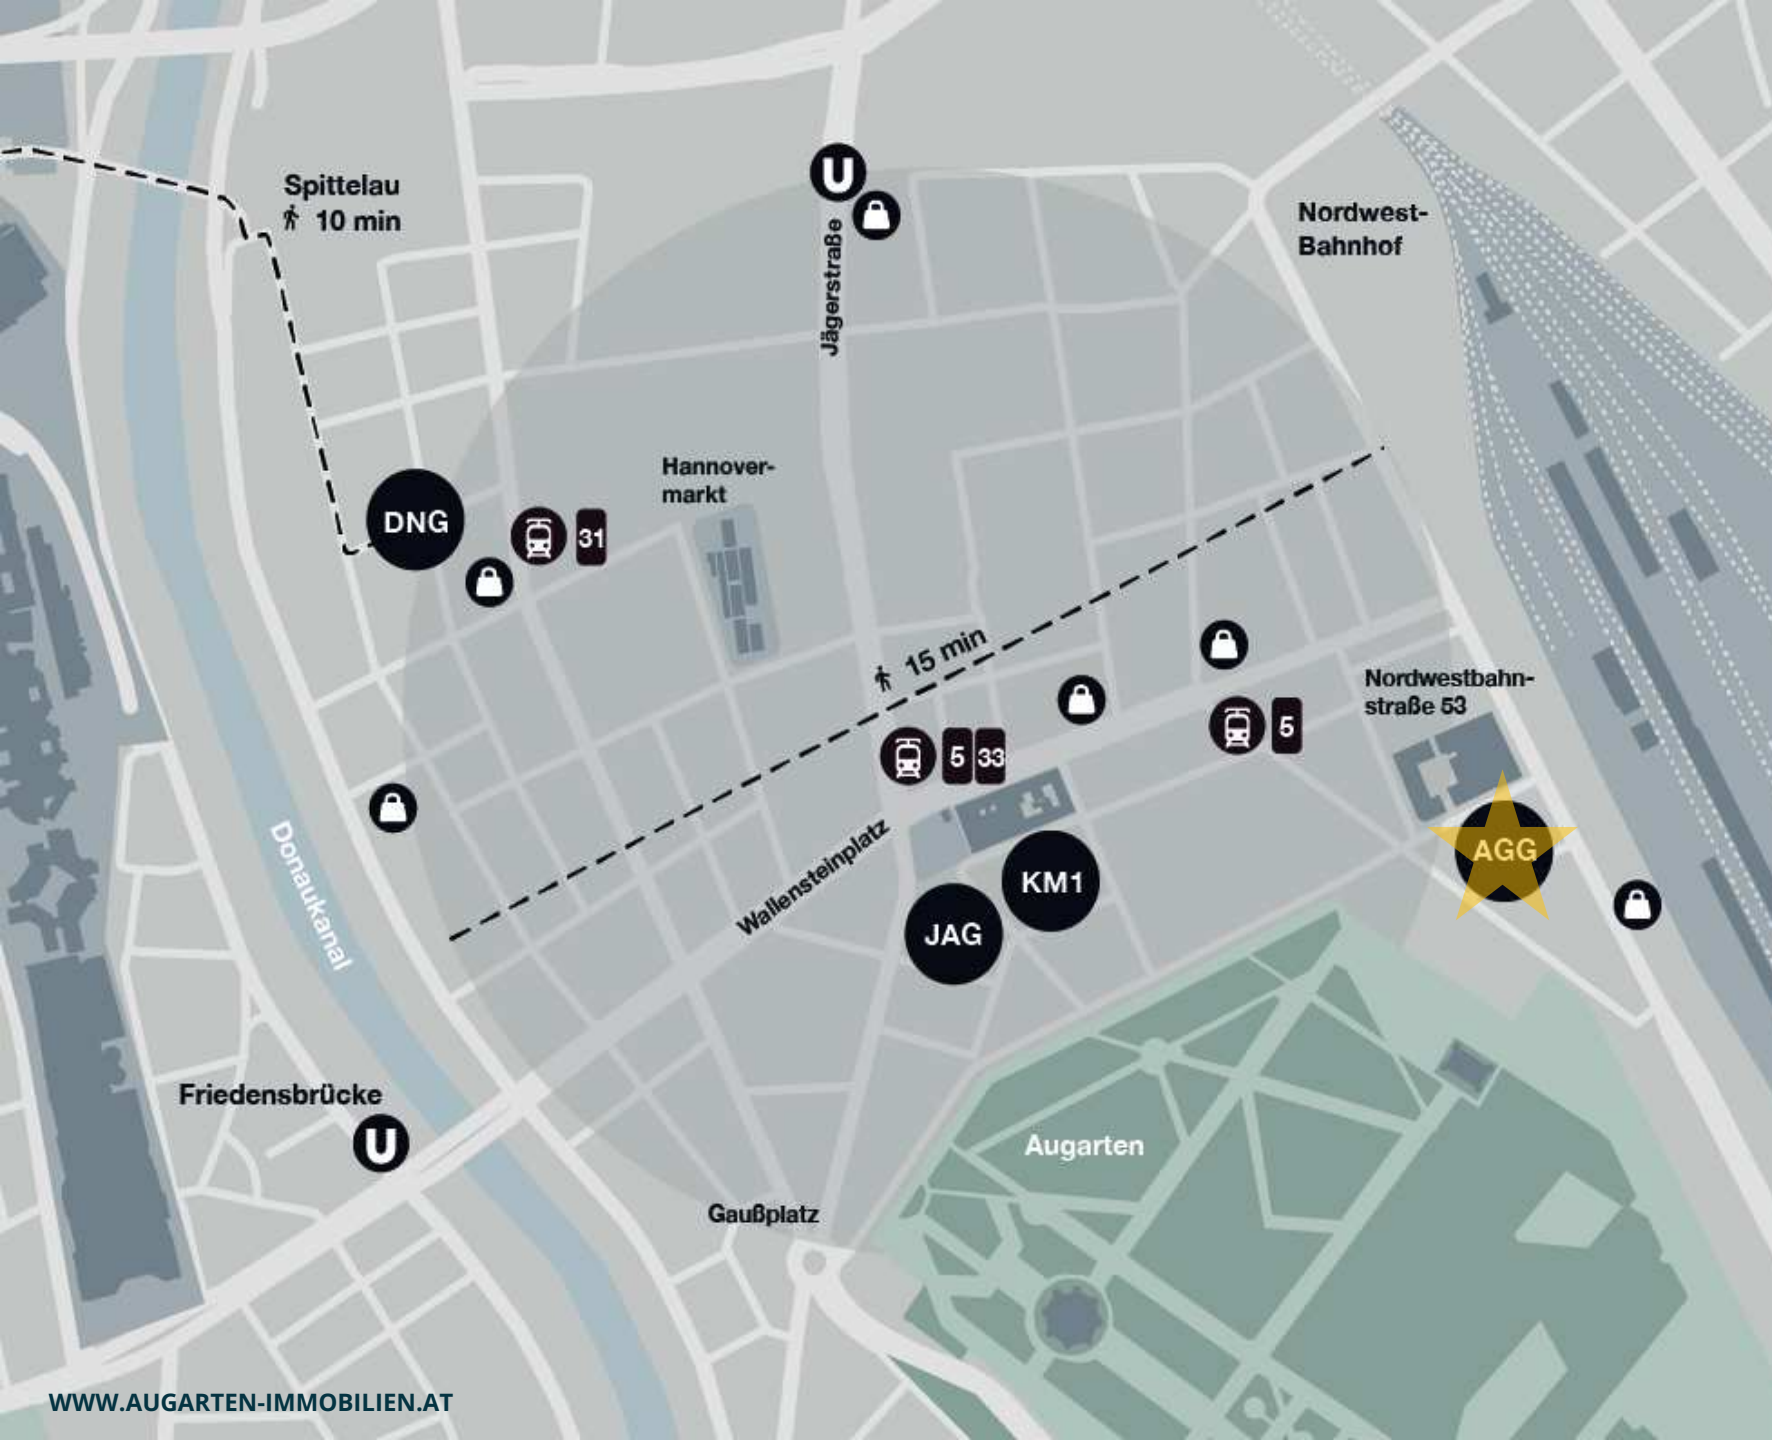 Spittelau
10 min
U
Jägerstraße
Nordwest-
Bahnhof
Hannover-
markt
DNG
31
15 min
5 33
5
Nordwestbahn-
straße 53
AGG
KM1
JAG
Wallensteinplatz
Donaukanal
Friedensbrücke
U
Augarten
Gaußplatz
WWW.AUGARTEN-IMMOBILIEN.AT